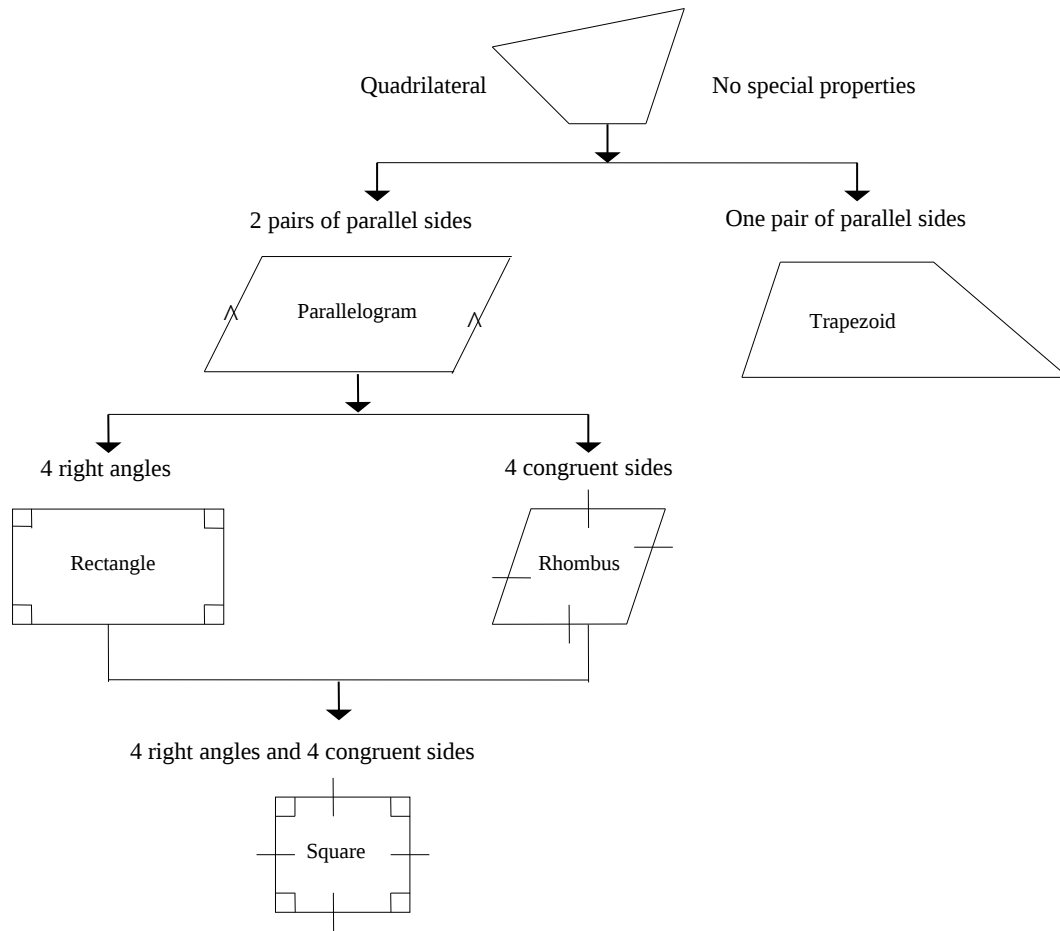 Quadrilateral
No special properties
2 pairs of parallel sides
One pair of parallel sides
Parallelogram
Trapezoid
4 right angles
4 congruent sides
Rectangle
Rhombus
4 right angles and 4 congruent sides
Square